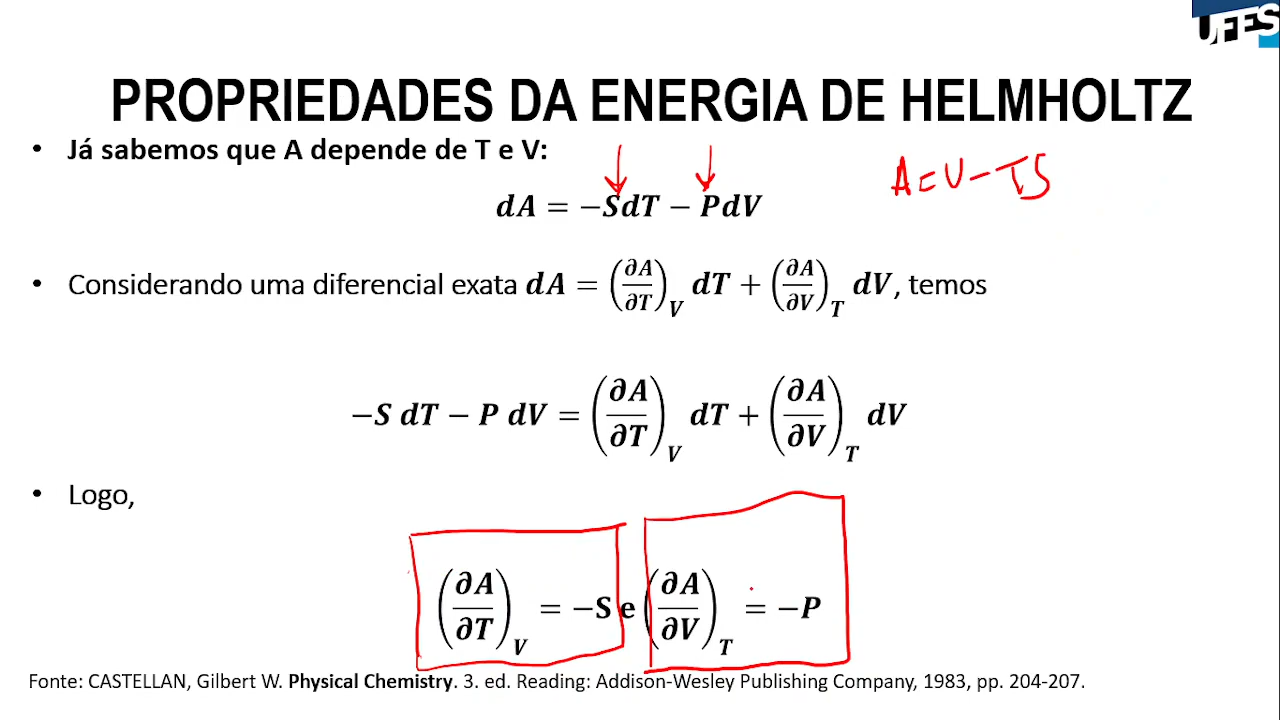 UFES
PROPRIEDADES DA ENERGIA DE HELMHOLTZ
• Já sabemos que A depende de T e V:
A=U-TS
dA = −SdT − PdV
• Considerando uma diferencial exata dA = (∂A/∂T)_V dT + (∂A/∂V)_T dV, temos
−S dT − P dV = (∂A/∂T)_V dT + (∂A/∂V)_T dV
• Logo,
(∂A/∂T)_V = −S e (∂A/∂V)_T = −P
Fonte: CASTELLAN, Gilbert W. Physical Chemistry. 3. ed. Reading: Addison-Wesley Publishing Company, 1983, pp. 204-207.